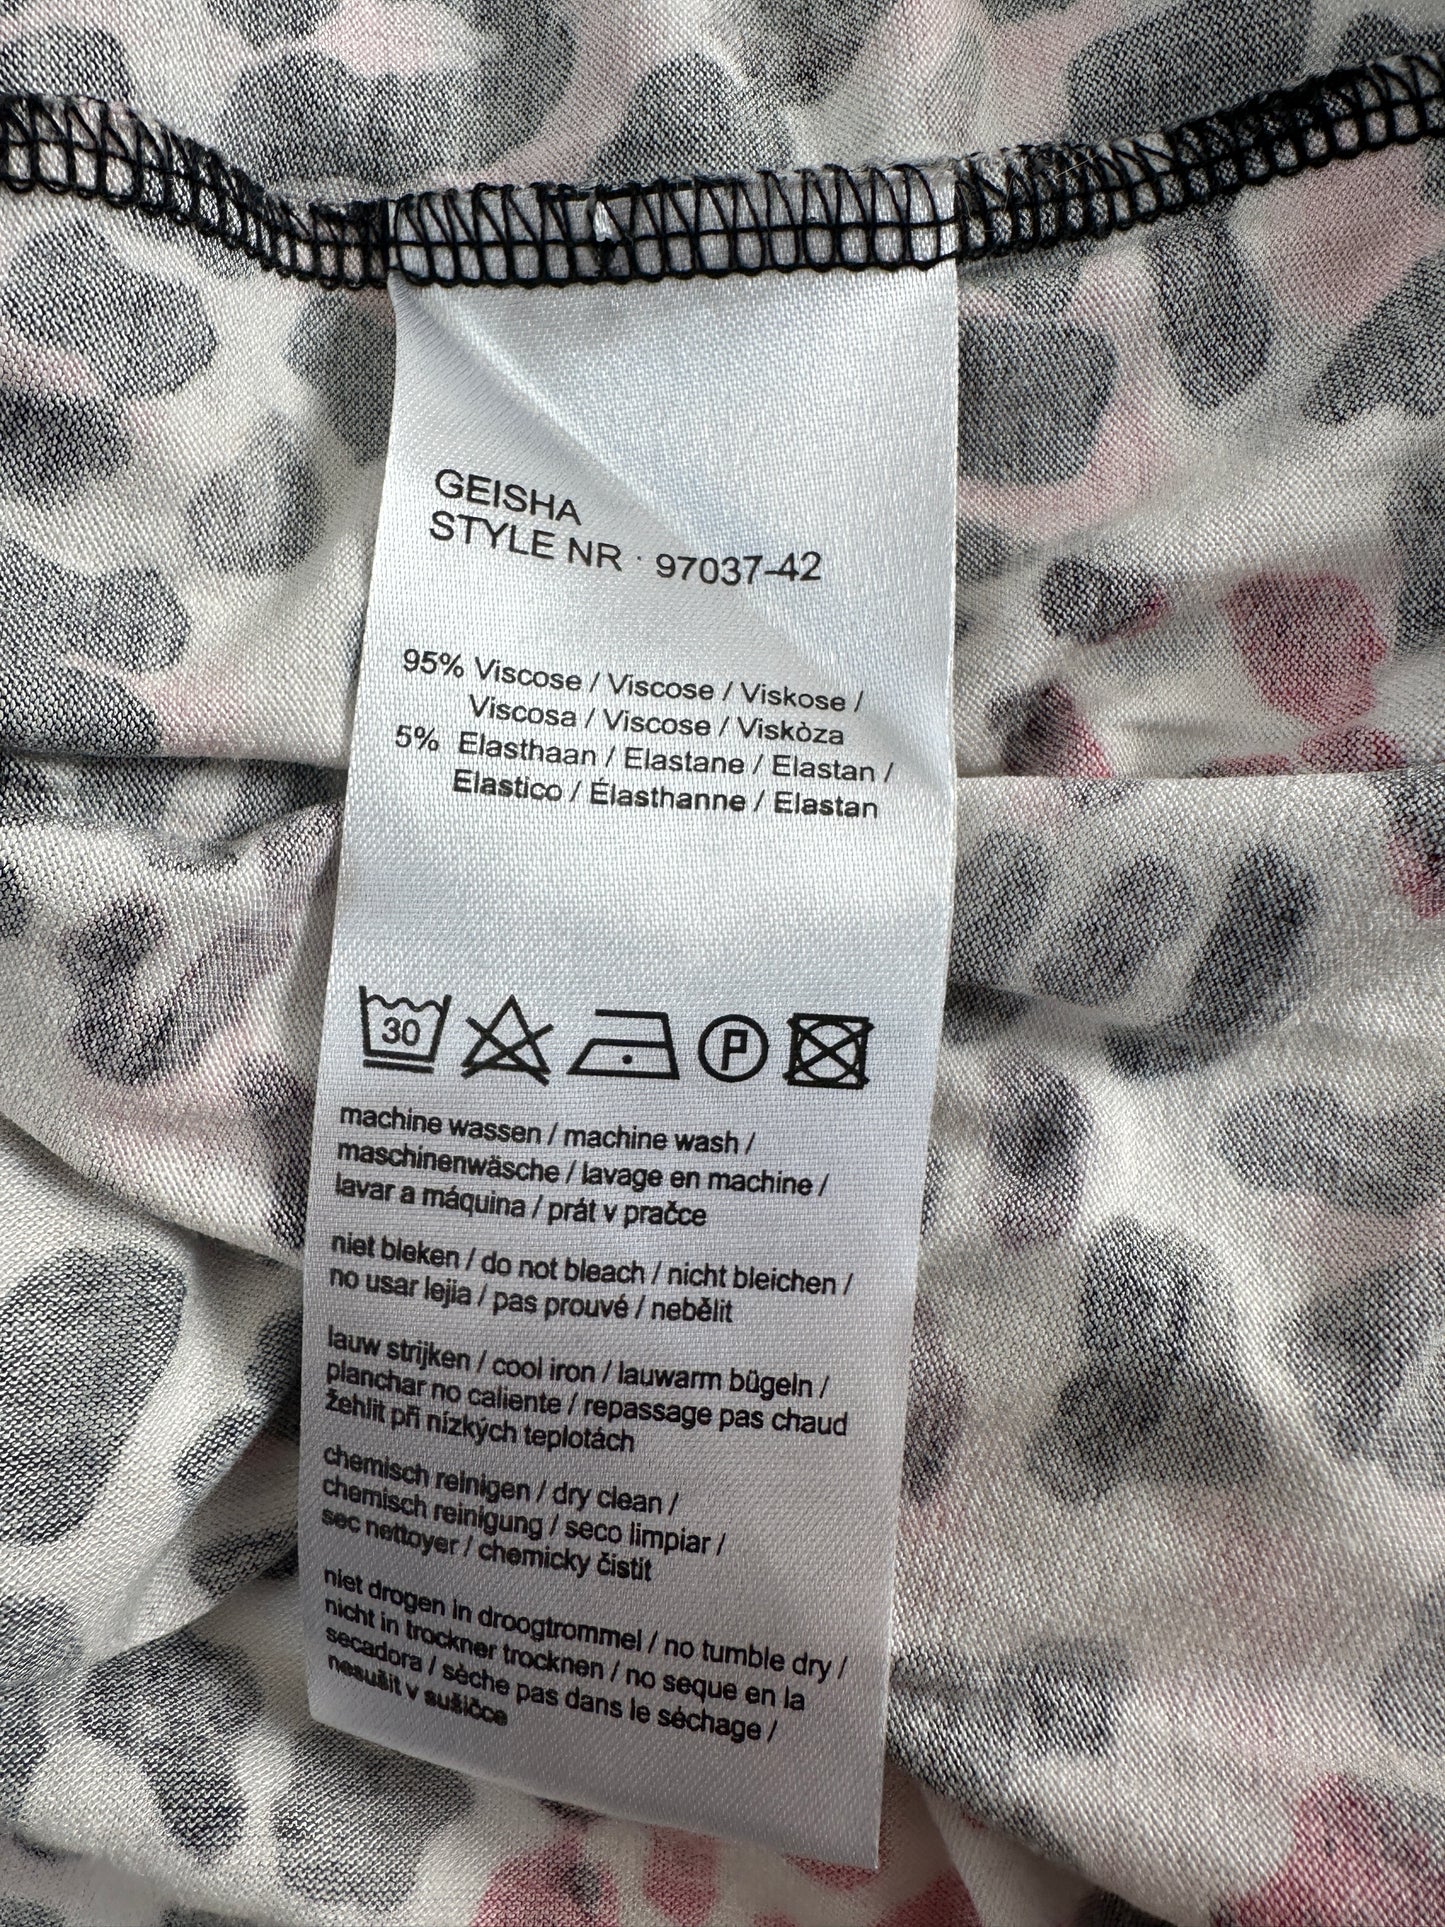 GEISHA
STYLE NR · 97037-42
95% Viscose / Viscose / Viskose /
Viscosa / Viscose / Viskòza
5% Elasthaan / Elastane / Elastan /
Elastico / Élasthanne / Elastan
30 P
machine wassen / machine wash /
maschinenwäsche / lavage en machine /
lavar a máquina / prát v pračce
niet bleken / do not bleach / nicht bleichen /
no usar lejia / pas prouvé / nebělit
lauw strijken / cool iron / lauwarm bügeln /
planchar no caliente / repassage pas chaud
žehlit při nízkých teplotách
chemisch reinigen / dry clean /
chemisch reinigung / seco limpiar /
sec nettoyer / chemicky čistit
niet drogen in droogtrommel / no tumble dry /
nicht in trockner trocknen / no seque en la
secadora / sèche pas dans le séchage /
nesušit v sušičce